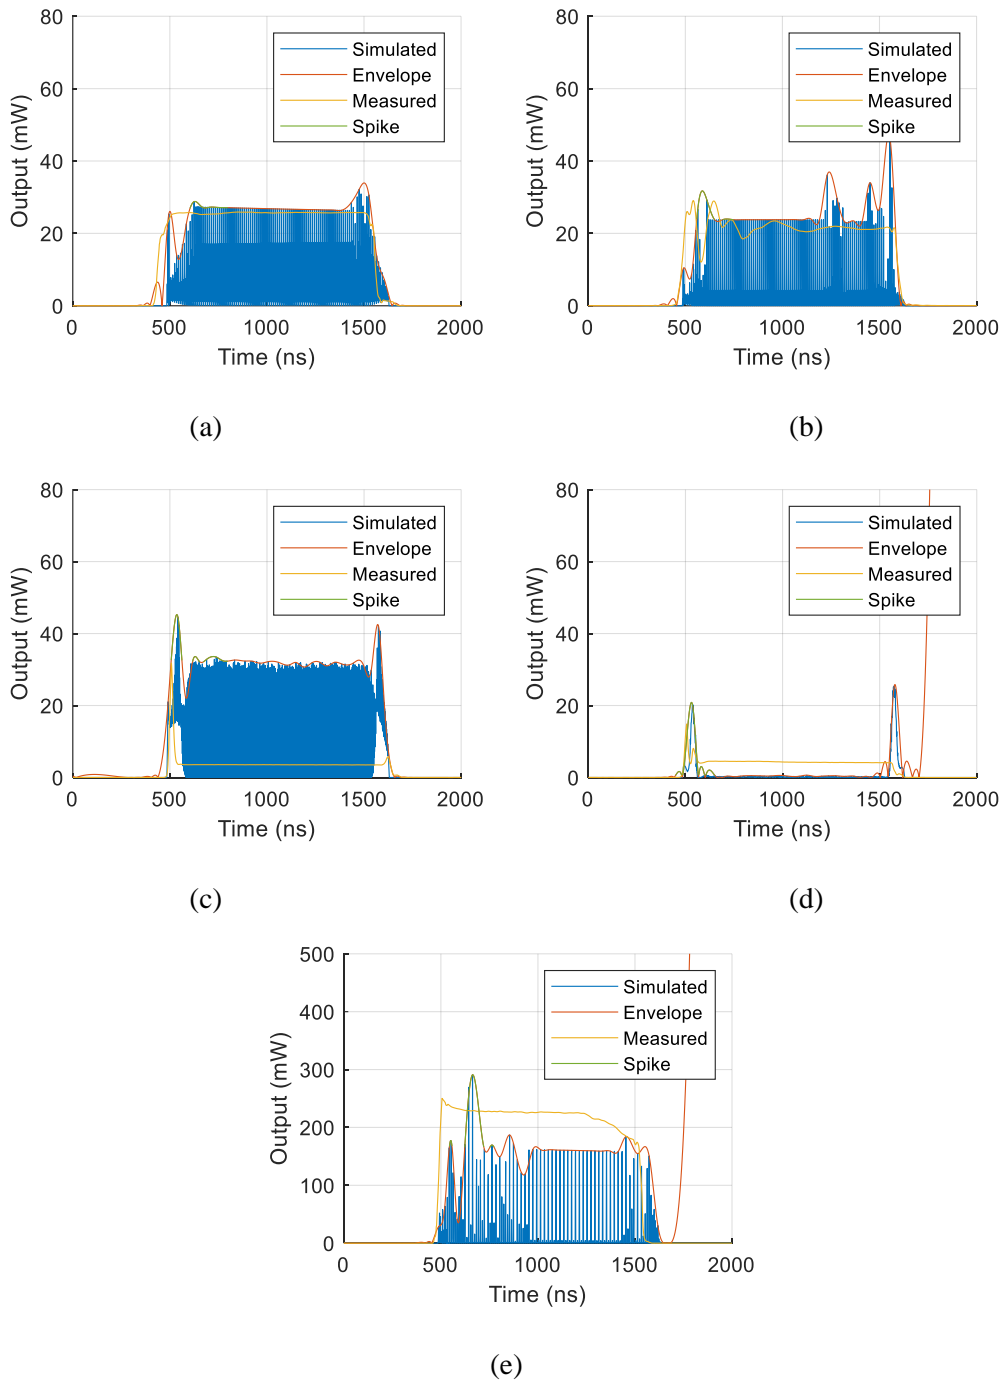 80
60
40
20
0
Output (mW)
0
500
1000
1500
2000
Time (ns)
Simulated
Envelope
Measured
Spike
(a)
80
60
40
20
0
Output (mW)
0
500
1000
1500
2000
Time (ns)
Simulated
Envelope
Measured
Spike
(b)
80
60
40
20
0
Output (mW)
0
500
1000
1500
2000
Time (ns)
Simulated
Envelope
Measured
Spike
(c)
80
60
40
20
0
Output (mW)
0
500
1000
1500
2000
Time (ns)
Simulated
Envelope
Measured
Spike
(d)
500
400
300
200
100
0
Output (mW)
0
500
1000
1500
2000
Time (ns)
Simulated
Envelope
Measured
Spike
(e)